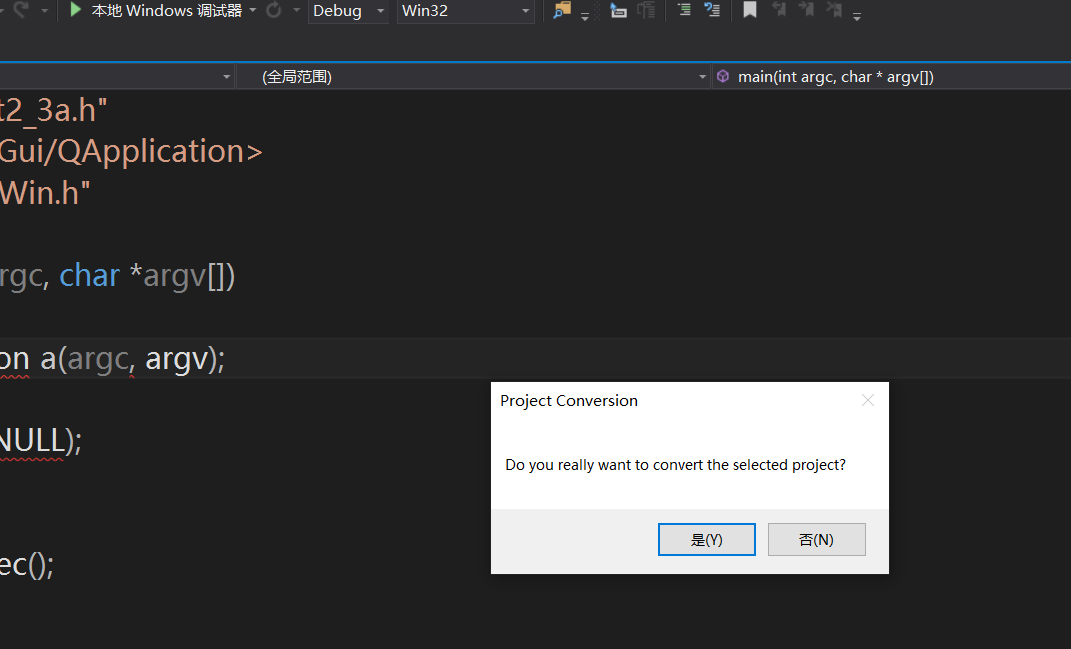 本地 Windows 调试器 Debug Win32
(全局范围) main(int argc, char * argv[])
t2_3a.h"
Gui/QApplication>
Win.h"
rgc, char *argv[])
on a(argc, argv);
NULL);
ec();
Project Conversion
Do you really want to convert the selected project?
是(Y) 否(N)